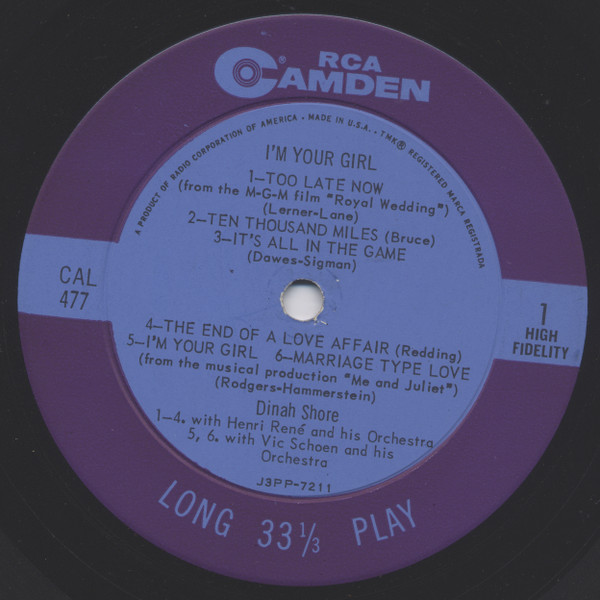 RCA
CAMDEN®
A PRODUCT OF RADIO CORPORATION OF AMERICA • MADE IN U.S.A. • TMK® REGISTERED MARCA REGISTRADA
I'M YOUR GIRL
1—TOO LATE NOW
(from the M-G-M film "Royal Wedding")
(Lerner-Lane)
2—TEN THOUSAND MILES (Bruce)
3—IT'S ALL IN THE GAME
(Dawes-Sigman)
CAL
477
1
HIGH
FIDELITY
4—THE END OF A LOVE AFFAIR (Redding)
5—I'M YOUR GIRL 6—MARRIAGE TYPE LOVE
(from the musical production "Me and Juliet")
(Rodgers-Hammerstein)
Dinah Shore
1—4. with Henri René and his Orchestra
5, 6. with Vic Schoen and his
Orchestra
J3PP-7211
LONG 33⅓ PLAY